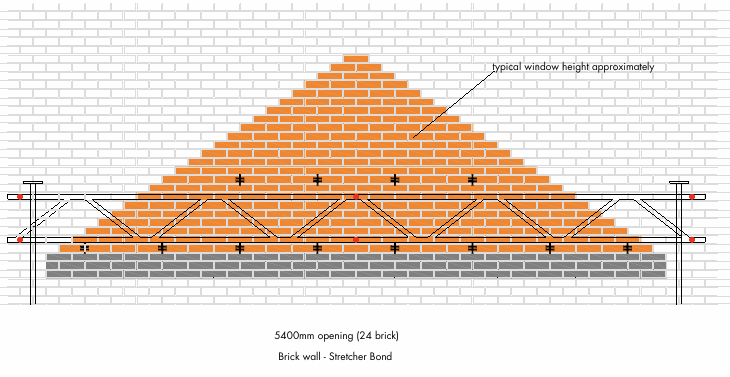 typical window height approximately
5400mm opening (24 brick)
Brick wall - Stretcher Bond